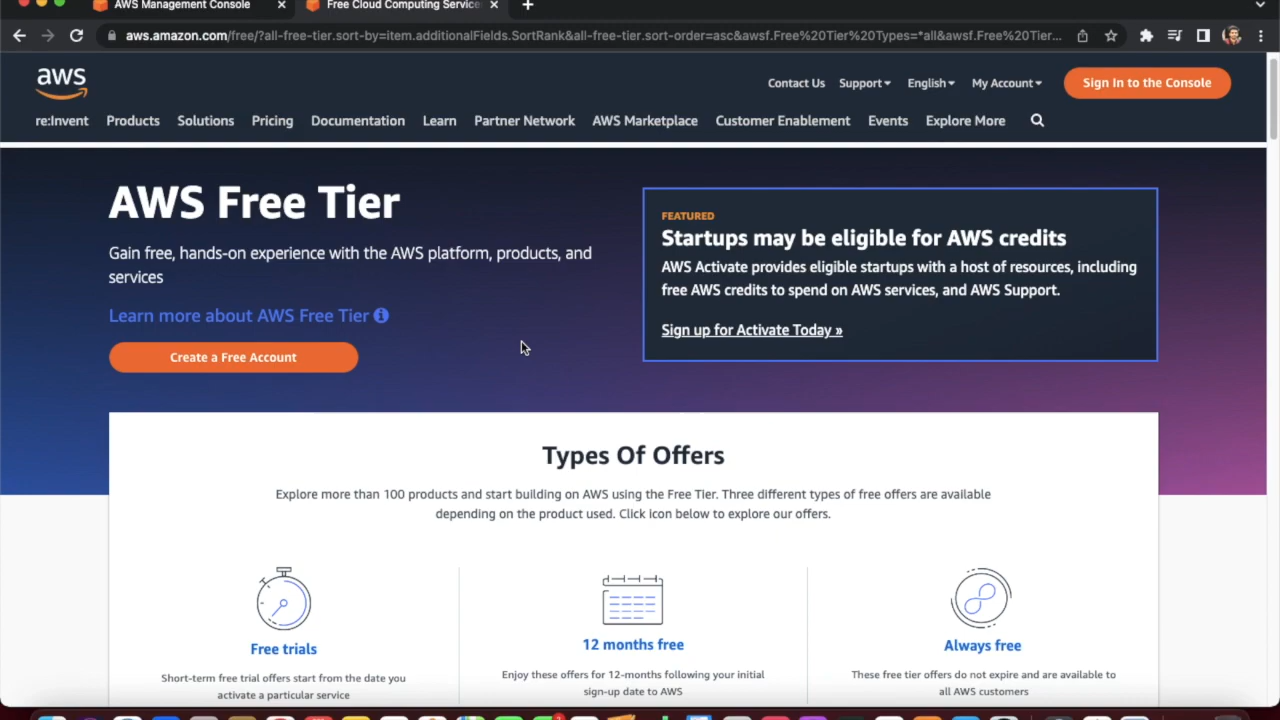 AWS Management Console
Free Cloud Computing Service
aws.amazon.com/free/?all-free-tier.sort-by=item.additionalFields.SortRank&all-free-tier.sort-order=asc&awsf.Free%20Tier%20Types=*all&awsf.Free%20Tier...
aws
Contact Us Support English My Account Sign In to the Console
re:Invent Products Solutions Pricing Documentation Learn Partner Network AWS Marketplace Customer Enablement Events Explore More
AWS Free Tier
Gain free, hands-on experience with the AWS platform, products, and
services
Learn more about AWS Free Tier
Create a Free Account
FEATURED
Startups may be eligible for AWS credits
AWS Activate provides eligible startups with a host of resources, including
free AWS credits to spend on AWS services, and AWS Support.
Sign up for Activate Today »
Types Of Offers
Explore more than 100 products and start building on AWS using the Free Tier. Three different types of free offers are available
depending on the product used. Click icon below to explore our offers.
Free trials
Short-term free trial offers start from the date you
activate a particular service
12 months free
Enjoy these offers for 12-months following your initial
sign-up date to AWS
Always free
These free tier offers do not expire and are available to
all AWS customers